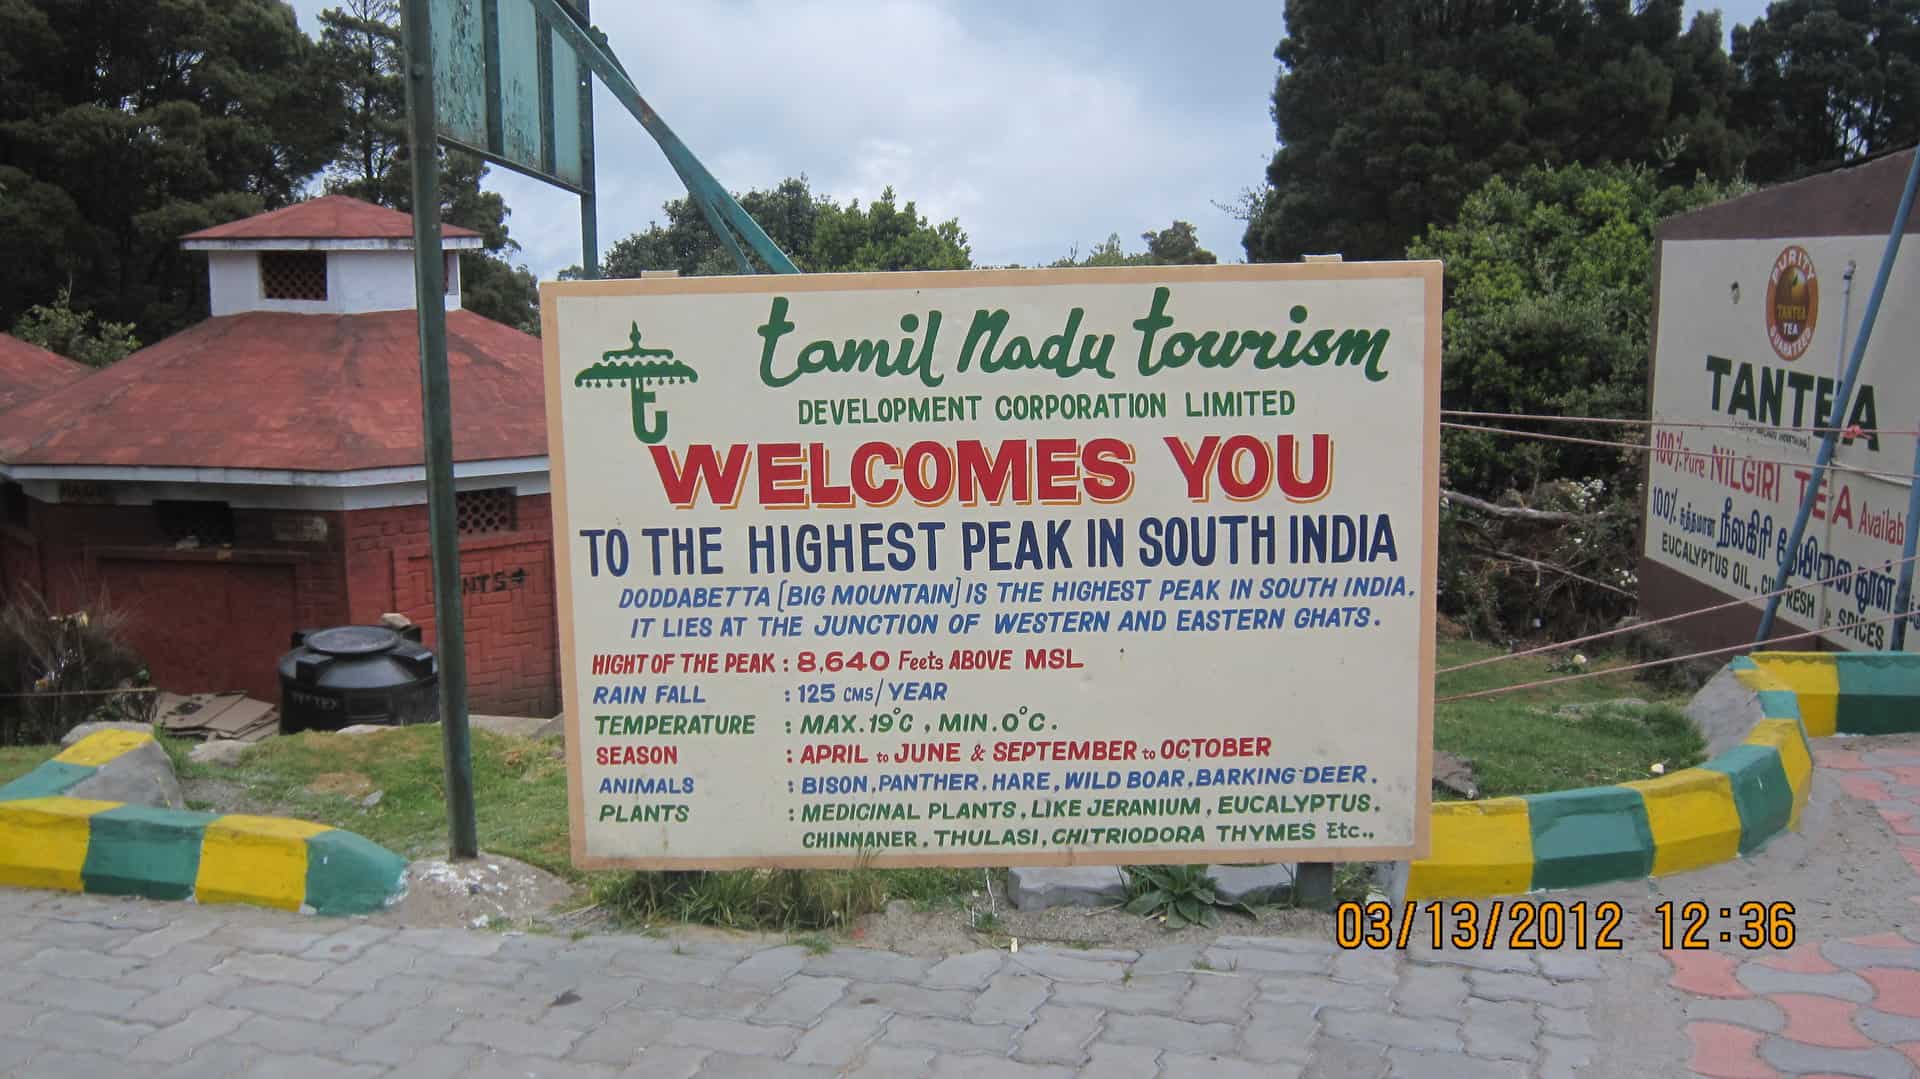 tamil nadu tourism
DEVELOPMENT CORPORATION LIMITED
WELCOMES YOU
TO THE HIGHEST PEAK IN SOUTH INDIA
DODDABETTA [BIG MOUNTAIN] IS THE HIGHEST PEAK IN SOUTH INDIA.
IT LIES AT THE JUNCTION OF WESTERN AND EASTERN GHATS.
HIGHT OF THE PEAK : 8,640 Feets ABOVE MSL
RAIN FALL : 125 CMS/YEAR
TEMPERATURE : MAX. 19°C , MIN. 0°C.
SEASON : APRIL to JUNE & SEPTEMBER to OCTOBER
ANIMALS : BISON, PANTHER, HARE, WILD BOAR, BARKING DEER.
PLANTS : MEDICINAL PLANTS, LIKE JERANIUM, EUCALYPTUS,
CHINNANER, THULASI, CHITRIODORA THYMES Etc..
PURITY
TANTEA
TEA
GUARATEED
TANTEA
100% Pure NILGIRI TEA Availab
100% சுத்தமான நீலகிரி தேயிலை தூள்
EUCALYPTUS OIL, & SPICES
03/13/2012 12:36